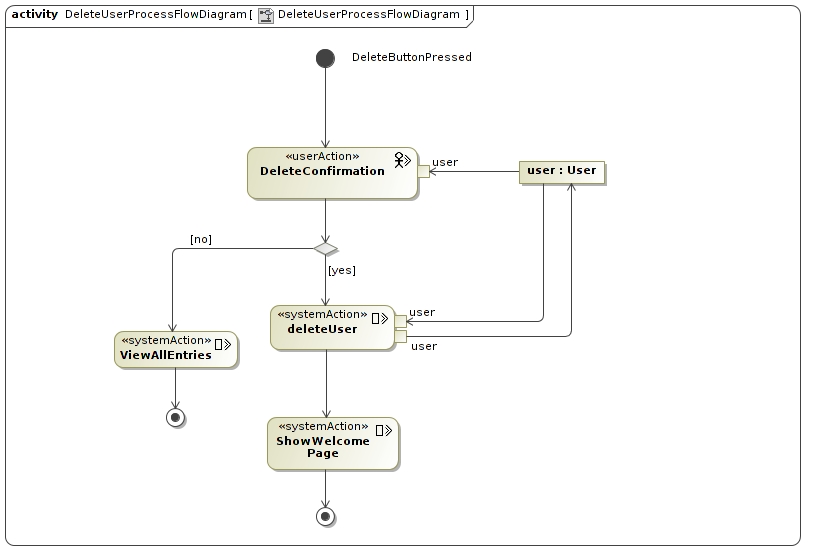 activity DeleteUserProcessFlowDiagram [ DeleteUserProcessFlowDiagram ]
DeleteButtonPressed
«userAction»
DeleteConfirmation
user
user : User
[no]
[yes]
«systemAction»
deleteUser
user
user
«systemAction»
ViewAllEntries
«systemAction»
ShowWelcome
Page